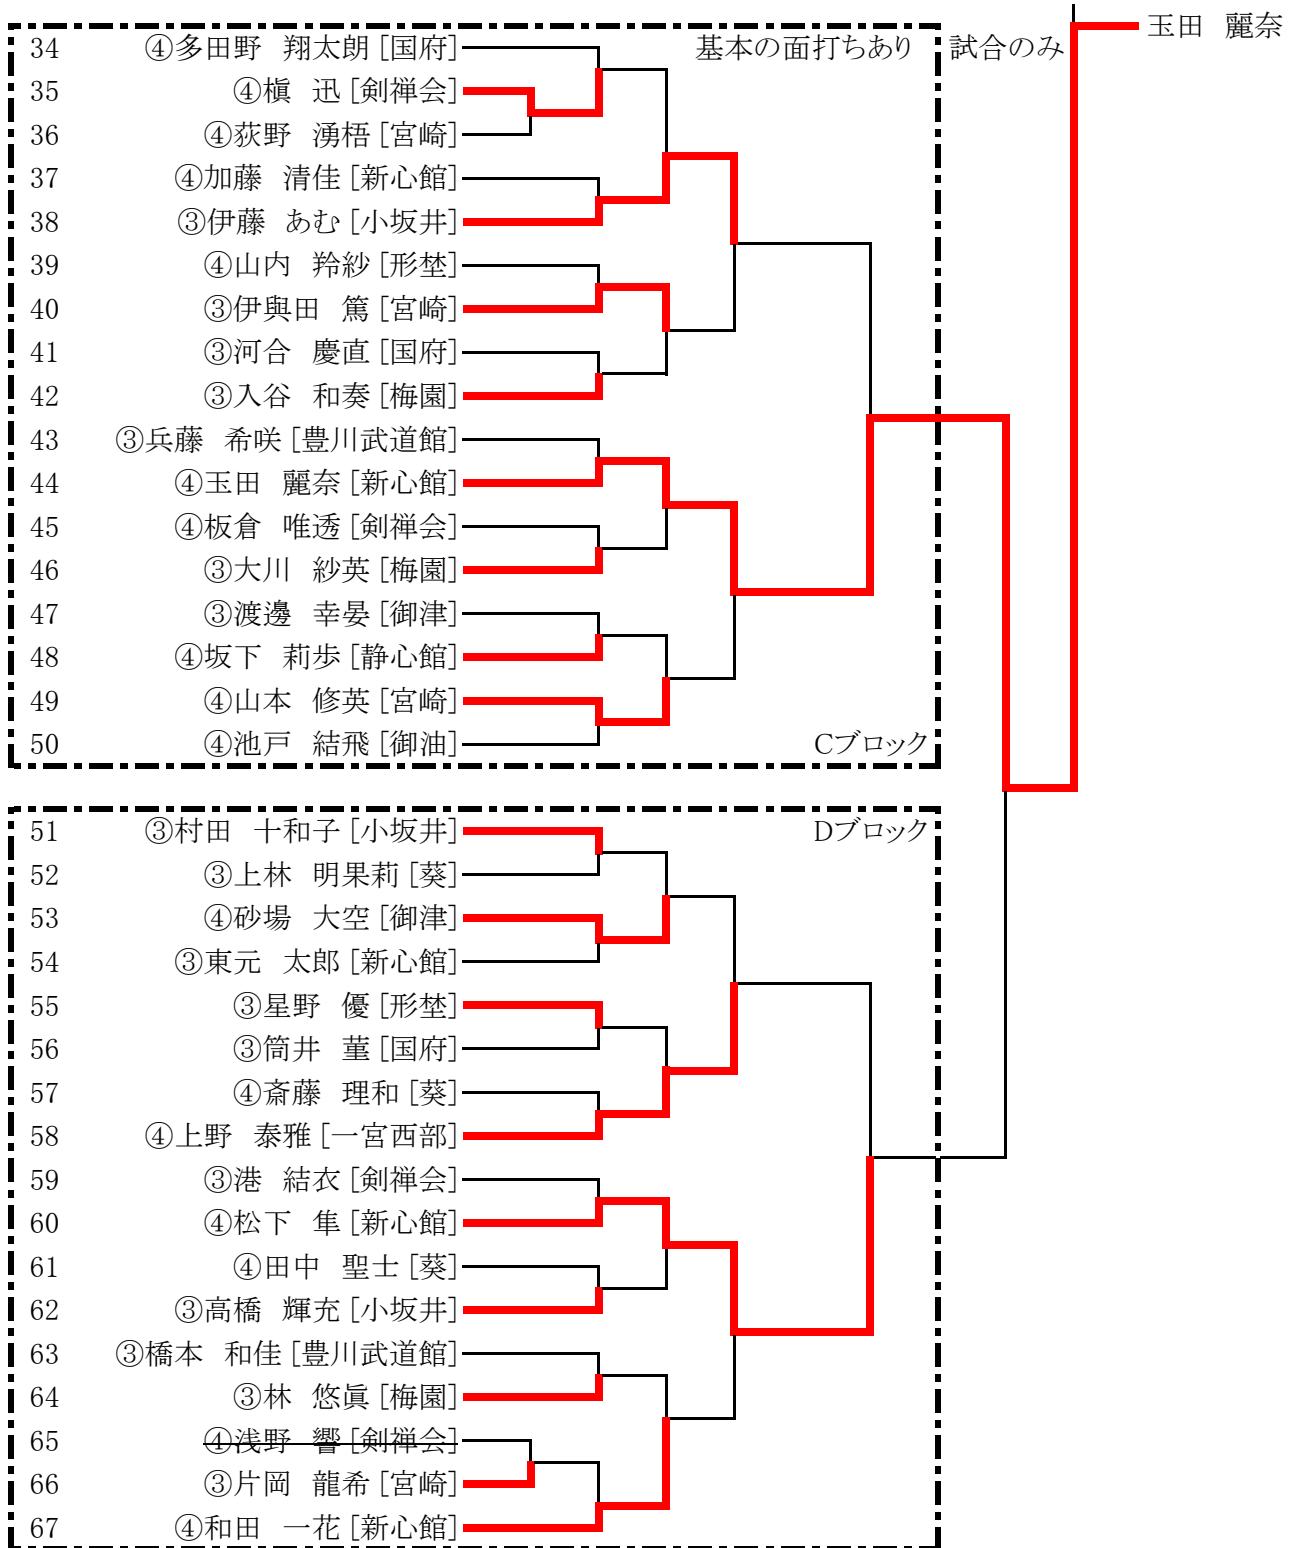 玉田 麗奈
34 ④多田野 翔太朗 [国府] 基本の面打ちあり 試合のみ
35 ④槇 迅 [剣禅会]
36 ④荻野 湧梧 [宮崎]
37 ④加藤 清佳 [新心館]
38 ③伊藤 あむ [小坂井]
39 ④山内 羚紗 [形埜]
40 ③伊與田 篤 [宮崎]
41 ③河合 慶直 [国府]
42 ③入谷 和奏 [梅園]
43 ③兵藤 希咲 [豊川武道館]
44 ④玉田 麗奈 [新心館]
45 ④板倉 唯透 [剣禅会]
46 ③大川 紗英 [梅園]
47 ③渡邊 幸晏 [御津]
48 ④坂下 莉歩 [静心館]
49 ④山本 修英 [宮崎]
50 ④池戸 結飛 [御油] Cブロック
51 ③村田 十和子 [小坂井] Dブロック
52 ③上林 明果莉 [葵]
53 ④砂場 大空 [御津]
54 ③東元 太郎 [新心館]
55 ③星野 優 [形埜]
56 ③筒井 菫 [国府]
57 ④斎藤 理和 [葵]
58 ④上野 泰雅 [一宮西部]
59 ③港 結衣 [剣禅会]
60 ④松下 隼 [新心館]
61 ④田中 聖士 [葵]
62 ③高橋 輝充 [小坂井]
63 ③橋本 和佳 [豊川武道館]
64 ③林 悠眞 [梅園]
65 ④浅野 響 [剣禅会]
66 ③片岡 龍希 [宮崎]
67 ④和田 一花 [新心館]